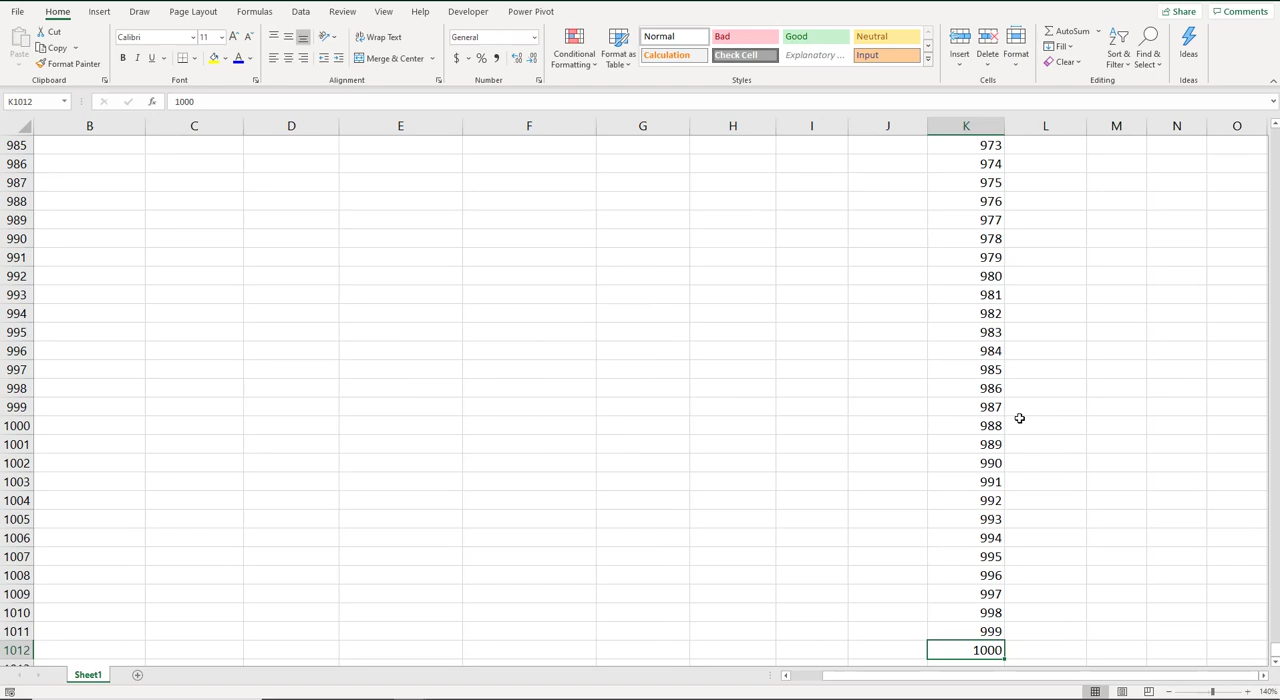 File Home Insert Draw Page Layout Formulas Data Review View Help Developer Power Pivot Share Comments
Paste Cut Copy Format Painter Clipboard
Calibri 11 A A B I U A Font
Wrap Text Merge & Center Alignment
General $ % , Number
Conditional Formatting Format as Table
Normal Bad Good Neutral
Calculation Check Cell Explanatory ... Input
Styles
Insert Delete Format Cells
AutoSum Fill Clear Sort & Filter Find & Select Editing
Ideas Ideas
K1012 fx 1000
B C D E F G H I J K L M N O
985 973
986 974
987 975
988 976
989 977
990 978
991 979
992 980
993 981
994 982
995 983
996 984
997 985
998 986
999 987
1000 988
1001 989
1002 990
1003 991
1004 992
1005 993
1006 994
1007 995
1008 996
1009 997
1010 998
1011 999
1012 1000
Sheet1
140%